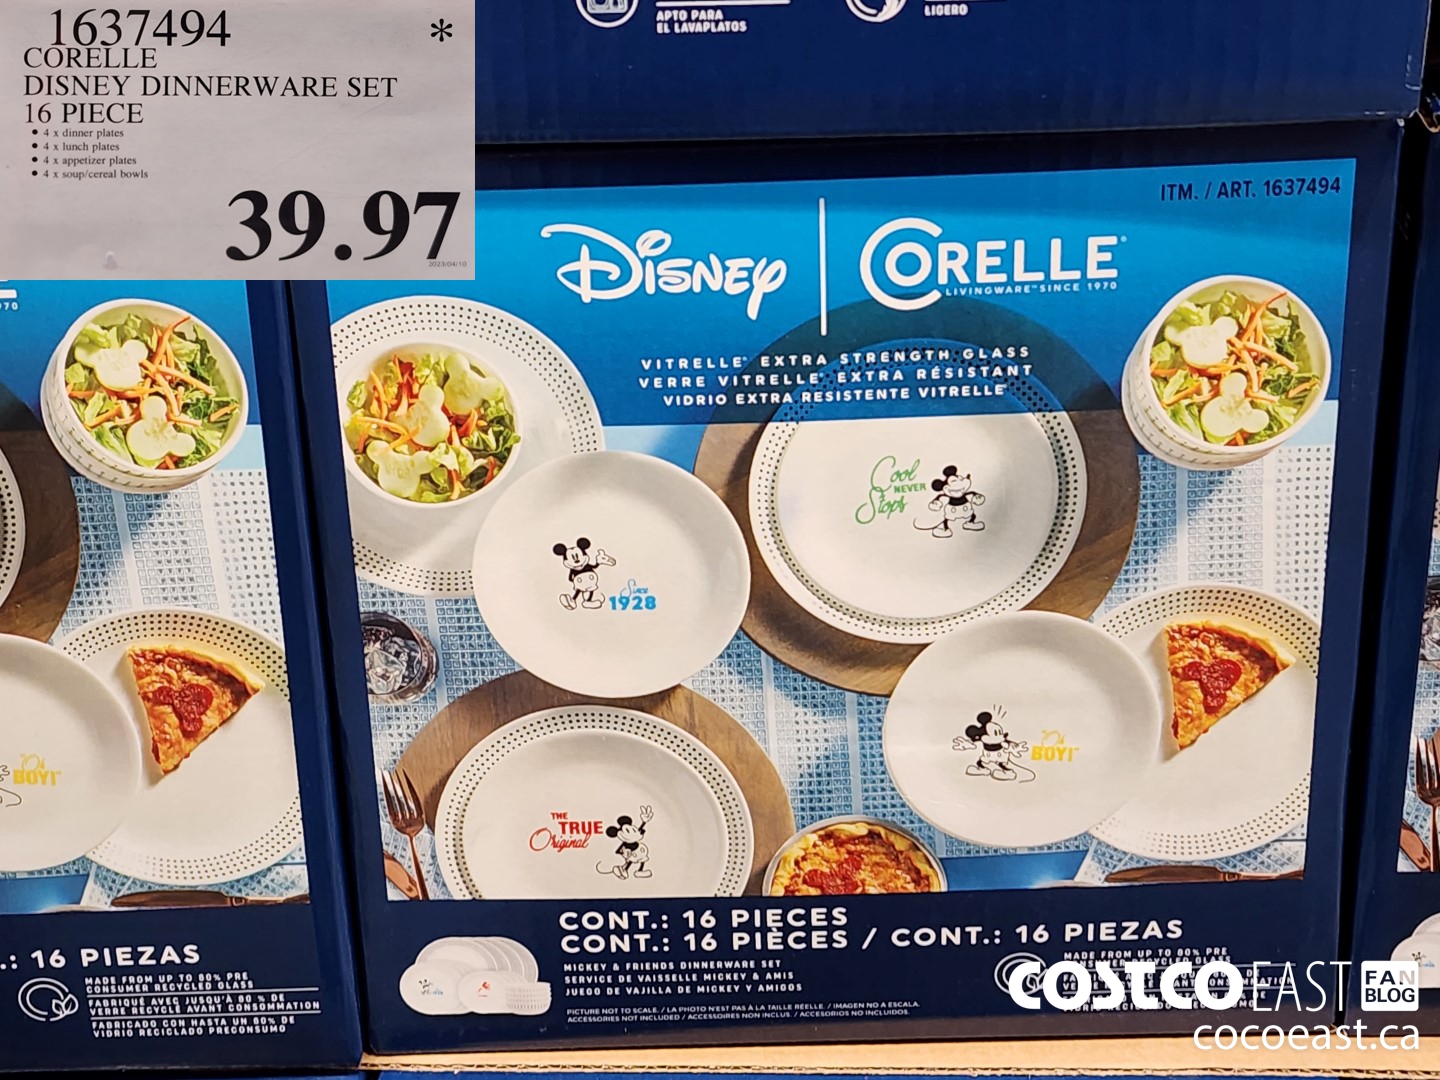 1637494 *
CORELLE
DISNEY DINNERWARE SET
16 PIECE
• 4 x dinner plates
• 4 x lunch plates
• 4 x appetizer plates
• 4 x soup/cereal bowls
39.97
2023/04/10
APTO PARA
EL LAVAPLATOS
LIGERO
ITM. / ART. 1637494
Disney
CORELLE®
LIVINGWARE™ SINCE 1970
VITRELLE® EXTRA STRENGTH GLASS
VERRE VITRELLE® EXTRA RÉSISTANT
VIDRIO EXTRA RESISTENTE VITRELLE®
Cool
NEVER
Stops
Since
1928
THE
TRUE
Original
Oh
BOY!™
970
Oh
BOY!™
CONT.: 16 PIECES
CONT.: 16 PIÈCES / CONT.: 16 PIEZAS
MICKEY & FRIENDS DINNERWARE SET
SERVICE DE VAISSELLE MICKEY & AMIS
JUEGO DE VAJILLA DE MICKEY Y AMIGOS
PICTURE NOT TO SCALE. / LA PHOTO N'EST PAS À LA TAILLE RÉELLE. / IMAGEN NO A ESCALA.
ACCESSORIES NOT INCLUDED / ACCESSOIRES NON INCLUS. / ACCESORIOS NO INCLUIDOS.
.: 16 PIEZAS
MADE FROM UP TO 80% PRE
CONSUMER RECYCLED GLASS
FABRIQUÉ AVEC JUSQU'À 80 % DE
VERRE RECYCLÉ AVANT CONSOMMATION
FABRICADO CON HASTA UN 80% DE
VIDRIO RECICLADO PRECONSUMO
MADE FROM UP TO 80% PRE
COSTCO EAST FAN
BLOG
cocoeast.ca